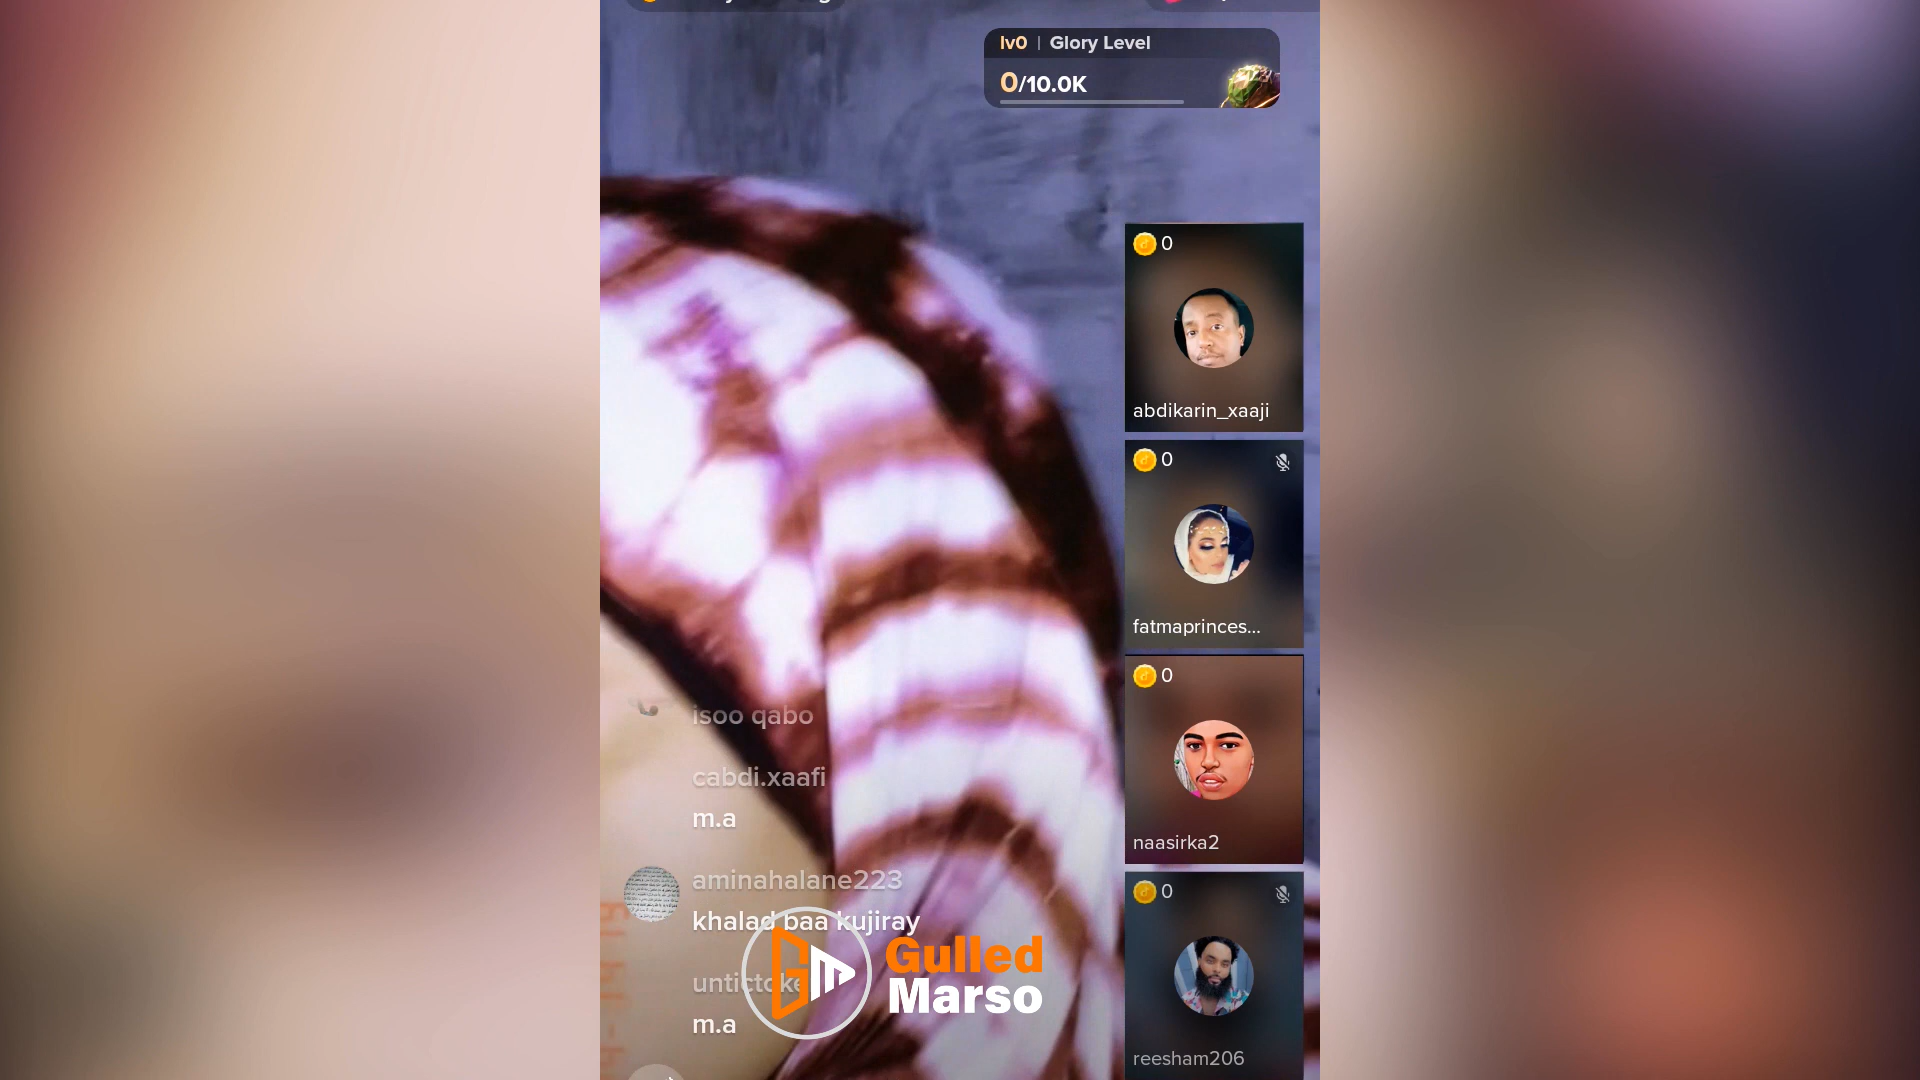 lv0 | Glory Level
0/10.0K
0
abdikarin_xaaji
0
fatmaprinces...
0
naasirka2
0
reesham206
isoo qabo
cabdi.xaafi
m.a
aminahalane223
khalad baa kujiray
untictoke
m.a
Gulled
Marso